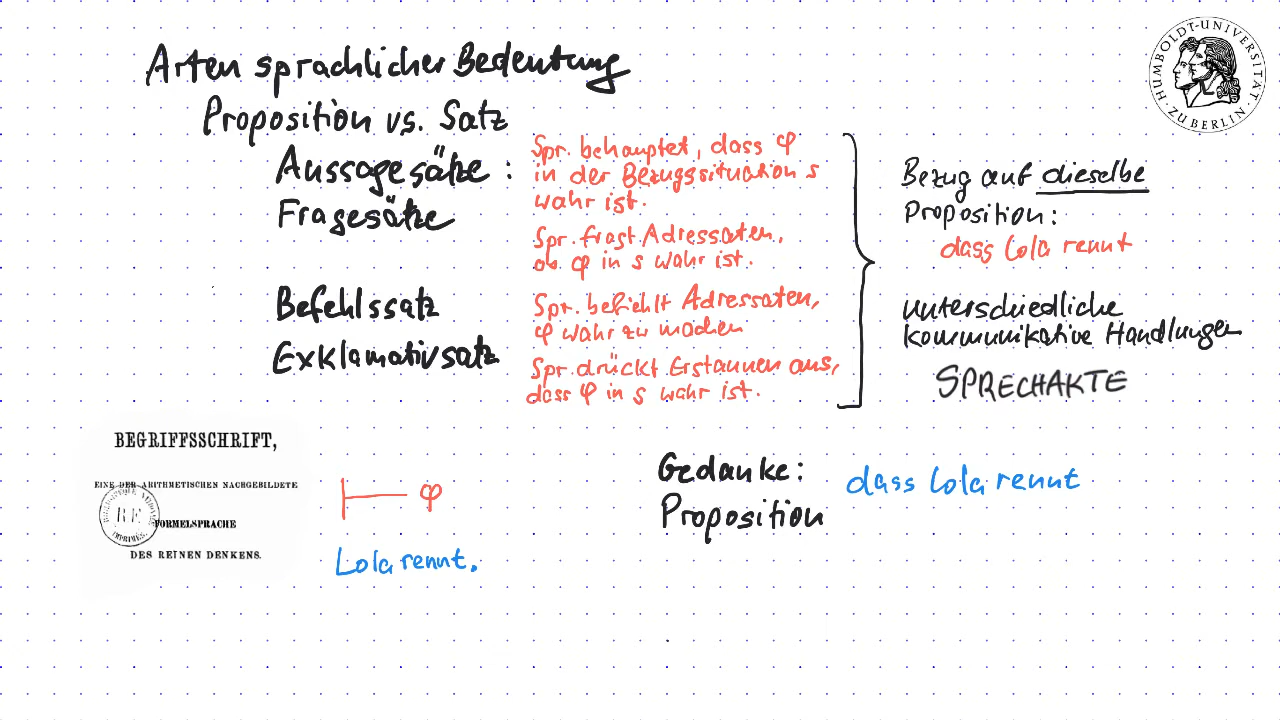 Arten sprachlicher Bedeutung
Proposition vs. Satz
Aussagesätze :
Spr. behauptet, dass φ
in der Bezugssituation s
wahr ist.
Fragesätze
Spr. fragt Adressaten,
ob φ in s wahr ist.
Befehlssatz
Spr. befiehlt Adressaten,
φ wahr zu machen
Exklamativsatz
Spr. drückt Erstaunen aus,
dass φ in s wahr ist.
Bezug auf dieselbe
Proposition:
dass Lola rennt
unterschiedliche
kommunikative Handlungen
SPRECHAKTE
HUMBOLDT-UNIVERSITÄT
ZU BERLIN
BEGRIFFSSCHRIFT,
EINE DER ARITHMETISCHEN NACHGEBILDETE
FORMELSPRACHE
DES REINEN DENKENS.
φ
Lola rennt.
Gedanke:
Proposition
dass Lola rennt